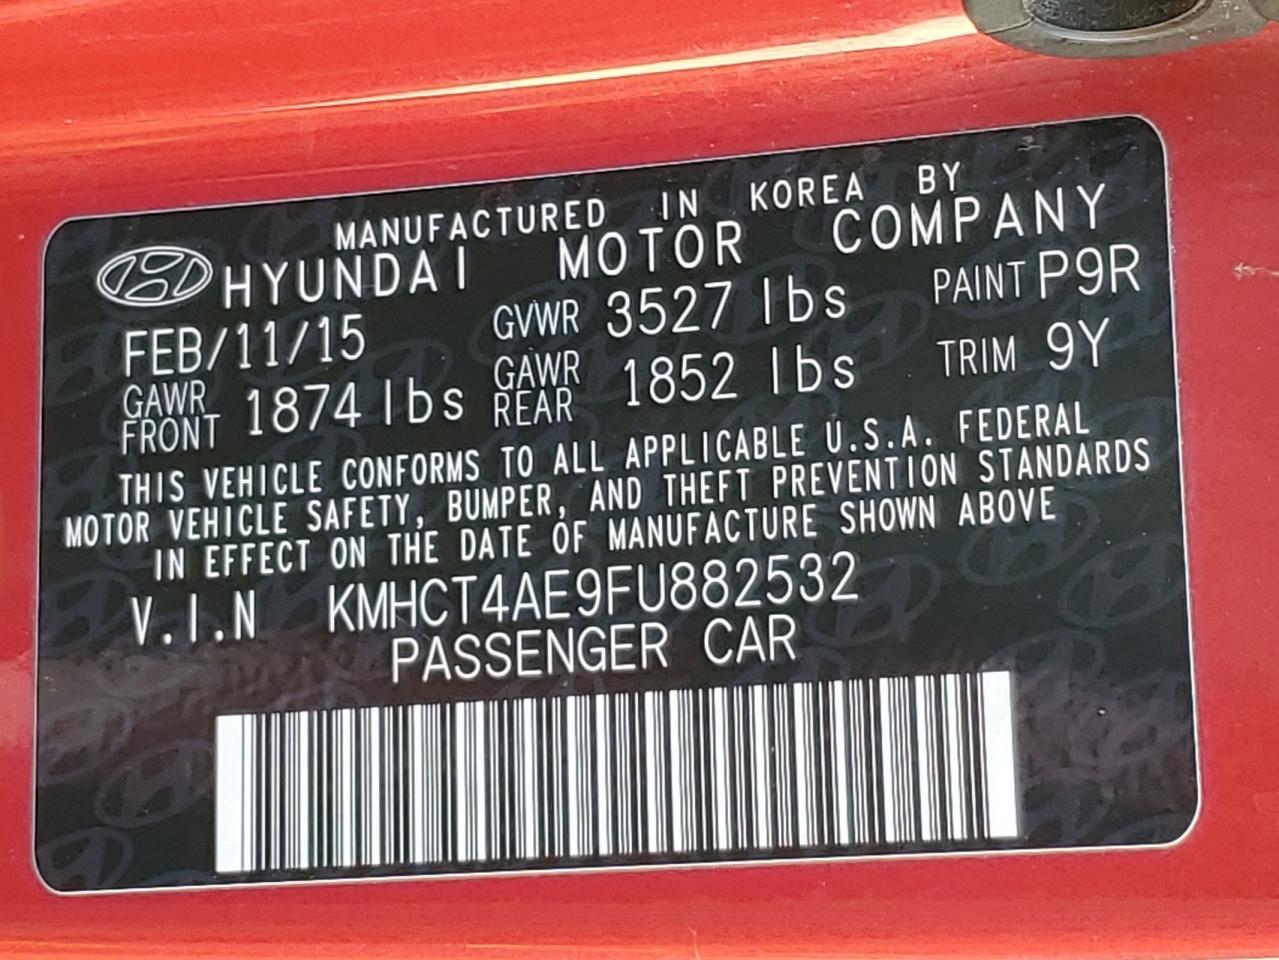 MANUFACTURED IN KOREA BY
HYUNDAI MOTOR COMPANY
FEB/11/15 GVWR 3527 lbs PAINT P9R
GAWR FRONT 1874 lbs GAWR REAR 1852 lbs TRIM 9Y
THIS VEHICLE CONFORMS TO ALL APPLICABLE U.S.A. FEDERAL
MOTOR VEHICLE SAFETY, BUMPER, AND THEFT PREVENTION STANDARDS
IN EFFECT ON THE DATE OF MANUFACTURE SHOWN ABOVE
V.I.N KMHCT4AE9FU882532
PASSENGER CAR